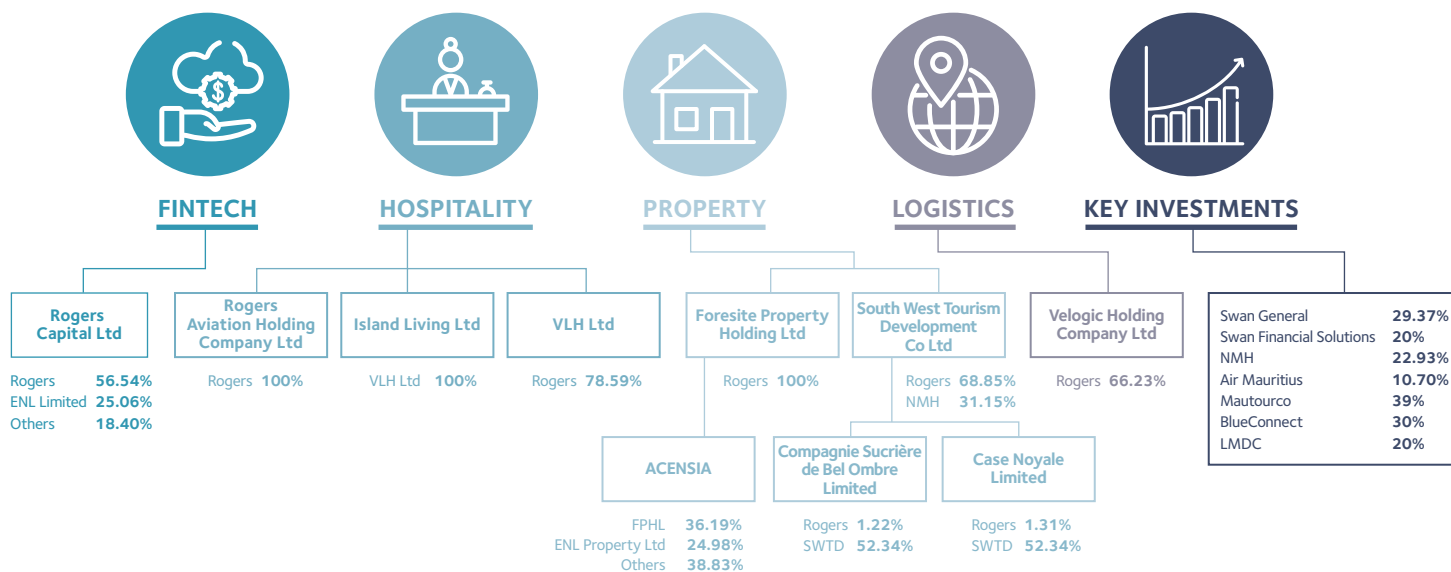 $
FINTECH
HOSPITALITY
PROPERTY
LOGISTICS
KEY INVESTMENTS
Rogers
Capital Ltd
Rogers 56.54%
ENL Limited 25.06%
Others 18.40%
Rogers
Aviation Holding
Company Ltd
Rogers 100%
Island Living Ltd
VLH Ltd 100%
VLH Ltd
Rogers 78.59%
Foresite Property
Holding Ltd
Rogers 100%
South West Tourism
Development
Co Ltd
Rogers 68.85%
NMH 31.15%
Velogic Holding
Company Ltd
Rogers 66.23%
Swan General 29.37%
Swan Financial Solutions 20%
NMH 22.93%
Air Mauritius 10.70%
Mautourco 39%
BlueConnect 30%
LMDC 20%
ACENSIA
FPHL 36.19%
ENL Property Ltd 24.98%
Others 38.83%
Compagnie Sucrière
de Bel Ombre
Limited
Rogers 1.22%
SWTD 52.34%
Case Noyale
Limited
Rogers 1.31%
SWTD 52.34%